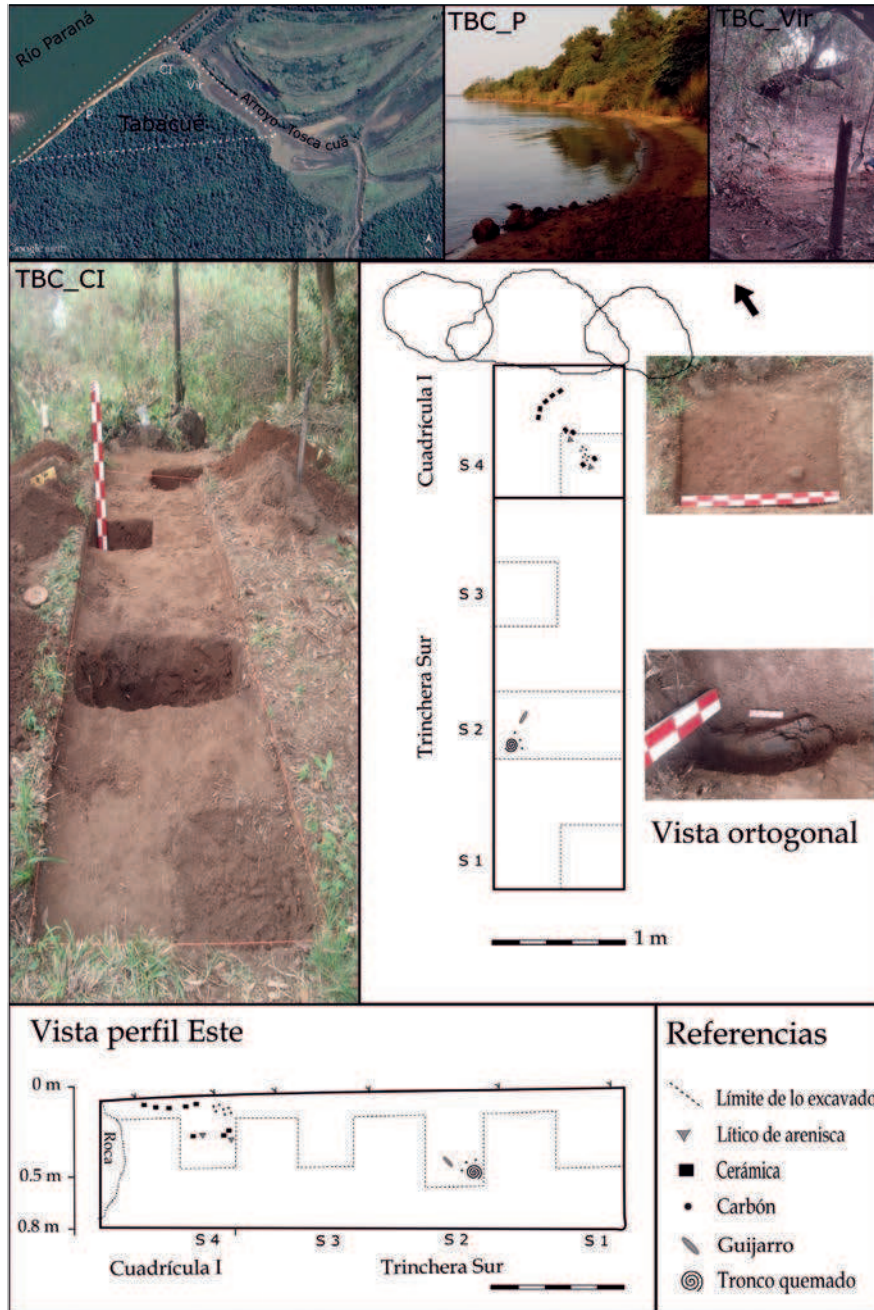 Río Paraná
CI
Vir
P
Tabacué
Arroyo Tosca cuá
Google earth
TBC_P
TBC_Vir
TBC_CI
Cuadrícula I
S 4
S 3
Trinchera Sur
S 2
S 1
Vista ortogonal
1 m
Vista perfil Este
0 m
0.5 m
0.8 m
Roca
S 4
S 3
S 2
S 1
Cuadrícula I
Trinchera Sur
Referencias
Límite de lo excavado
Lítico de arenisca
Cerámica
Carbón
Guijarro
Tronco quemado